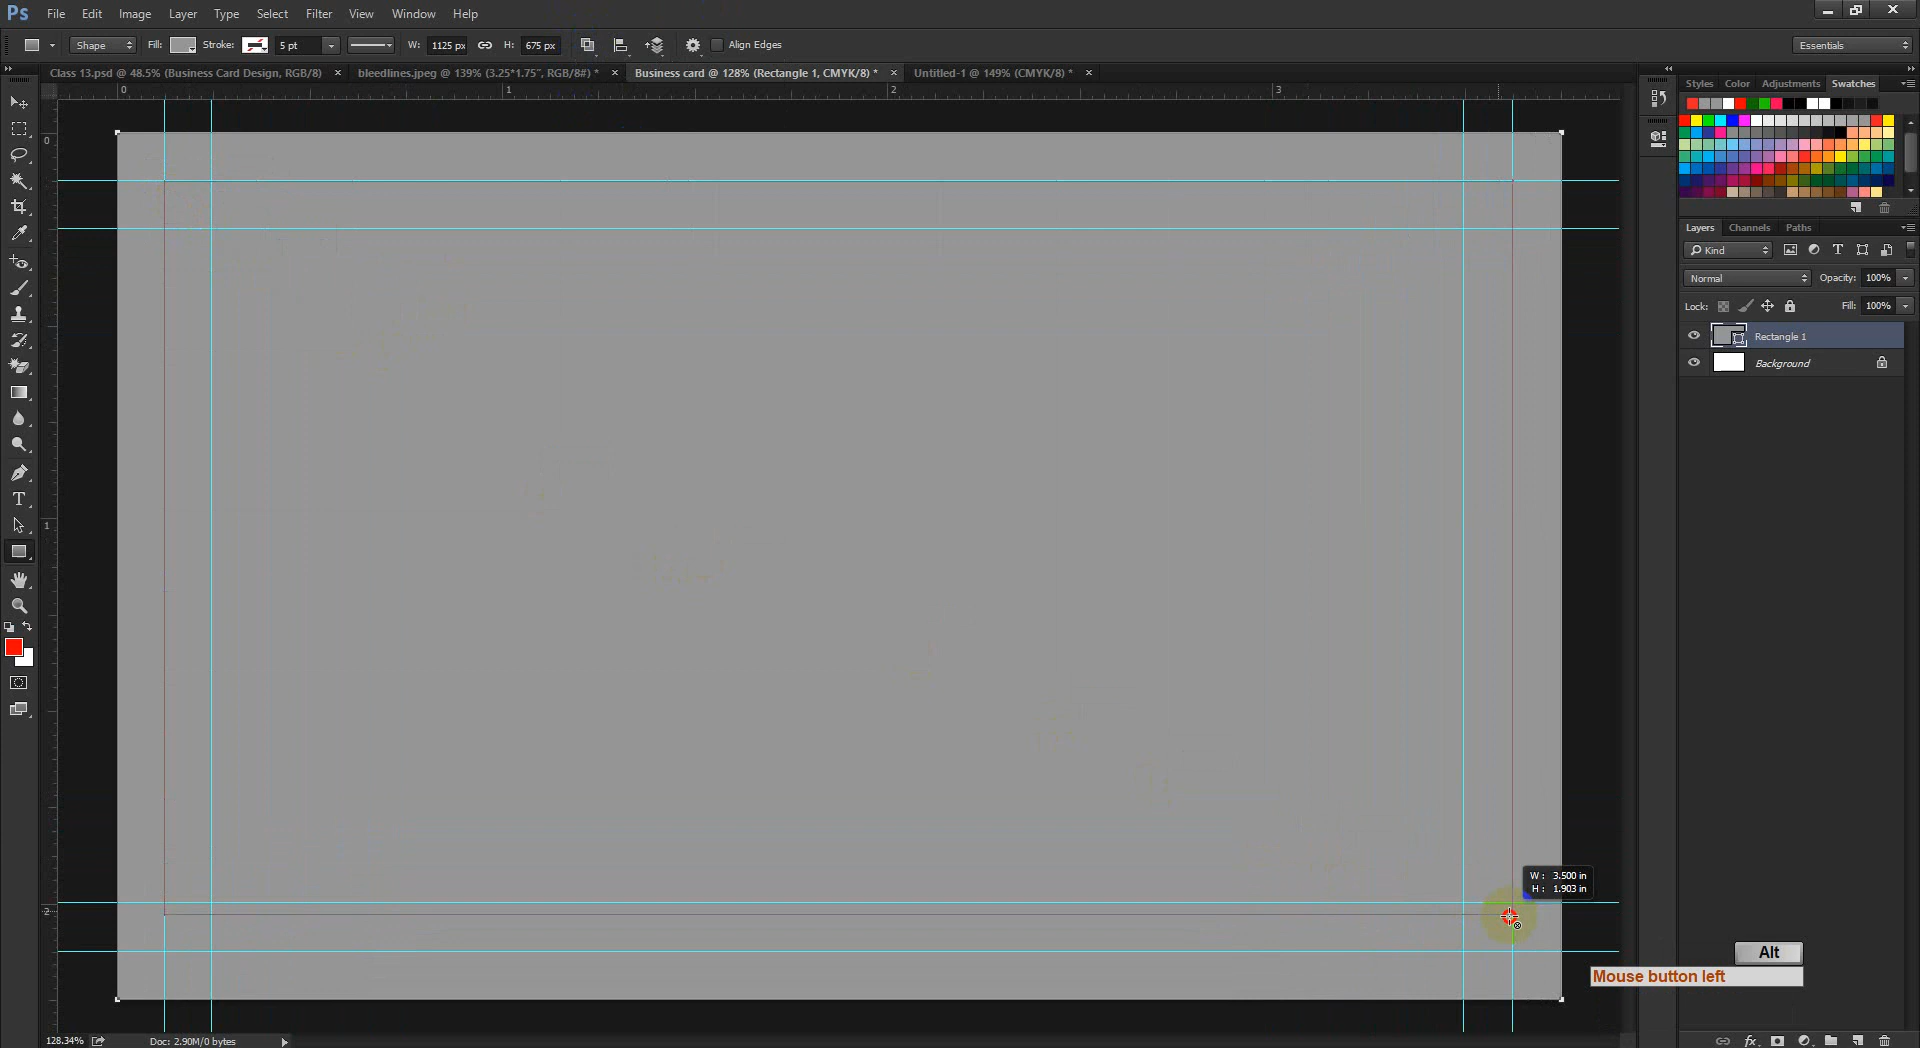 Ps File Edit Image Layer Type Select Filter View Window Help
Shape Fill: Stroke: 5 pt W: 1125 px H: 675 px Align Edges Essentials
Class 13.psd @ 48.5% (Business Card Design, RGB/8) × bleedlines.jpeg @ 139% (3.25*1.75", RGB/8#) * × Business card @ 128% (Rectangle 1, CMYK/8) * × Untitled-1 @ 149% (CMYK/8) * ×
0 1 2 3
0
1
2
Styles Color Adjustments Swatches
Layers Channels Paths
Kind
Normal Opacity: 100%
Lock: Fill: 100%
Rectangle 1
Background
W : 3.500 in
H : 1.903 in
Alt
Mouse button left
128.34% Doc: 2.90M/0 bytes